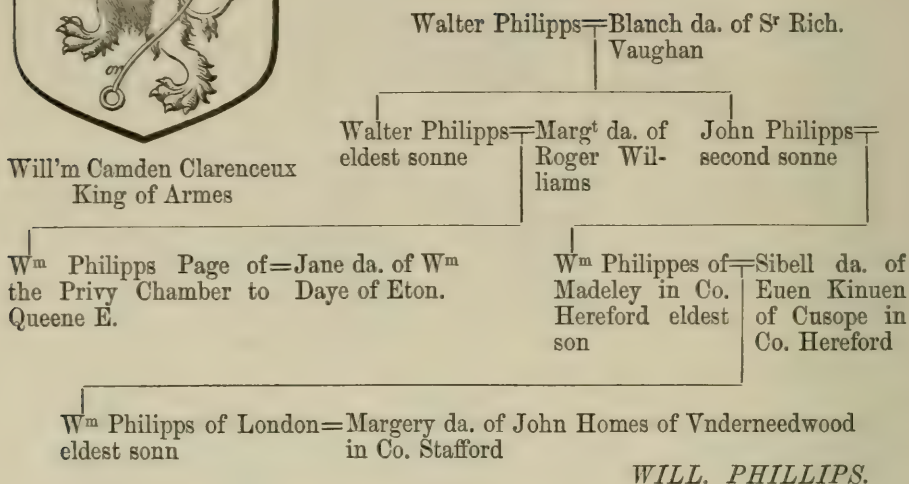 or
Walter Philipps=Blanch da. of Sʳ Rich.
Vaughan
Walter Philipps=Margᵗ da. of
eldest sonne Roger Wil-
liams
John Philipps=
second sonne
Will'm Camden Clarenceux
King of Armes
Wᵐ Philipps Page of=Jane da. of Wᵐ
the Privy Chamber to Daye of Eton.
Queene E.
Wᵐ Philippes of=Sibell da. of
Madeley in Co. Euen Kinuen
Hereford eldest of Cusope in
son Co. Hereford
Wᵐ Philipps of London=Margery da. of John Homes of Vnderneedwood
eldest sonn in Co. Stafford
WILL. PHILLIPS.